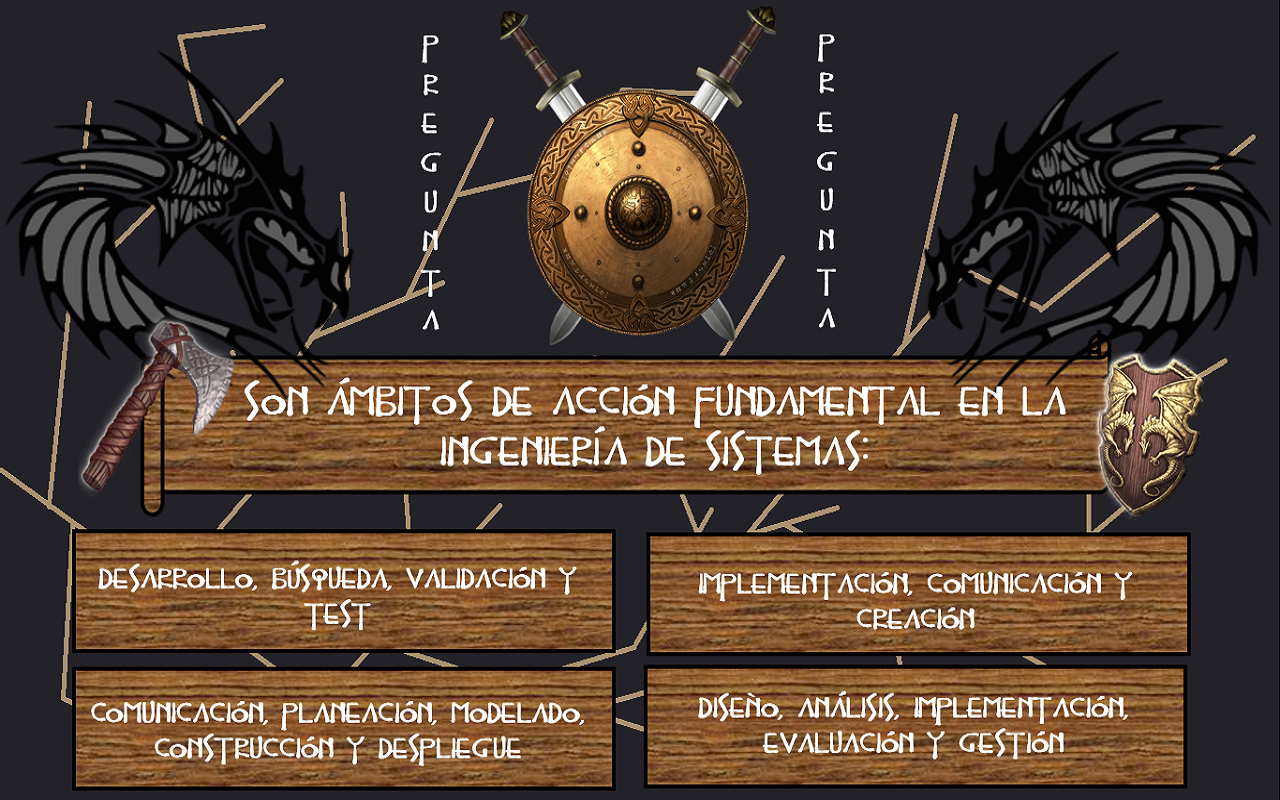 PREGUNTA
PREGUNTA
SON ÁMBITOS DE ACCIÓN FUNDAMENTAL EN LA
INGENIERÍA DE SISTEMAS:
DESARROLLO, BÚSQUEDA, VALIDACIÓN Y
TEST
IMPLEMENTACIÓN, COMUNICACIÓN Y
CREACIÓN
COMUNICACIÓN, PLANEACIÓN, MODELADO,
CONSTRUCCIÓN Y DESPLIEGUE
DISEÑO, ANÁLISIS, IMPLEMENTACIÓN,
EVALUACIÓN Y GESTIÓN